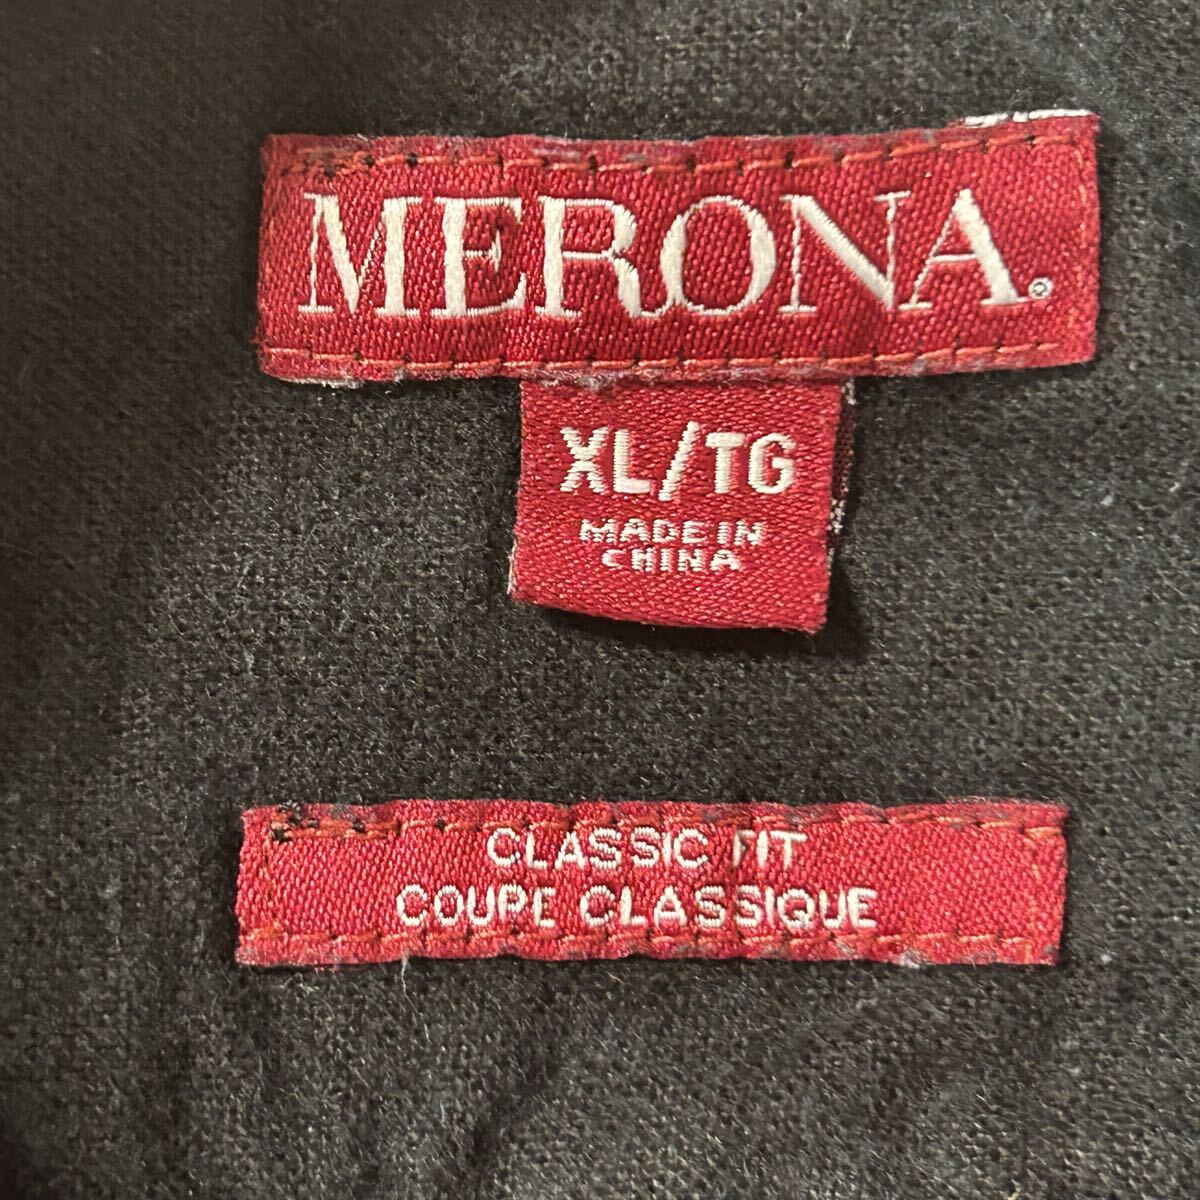 MERONA®
XL/TG
MADE IN
CHINA
CLASSIC FIT
COUPE CLASSIQUE